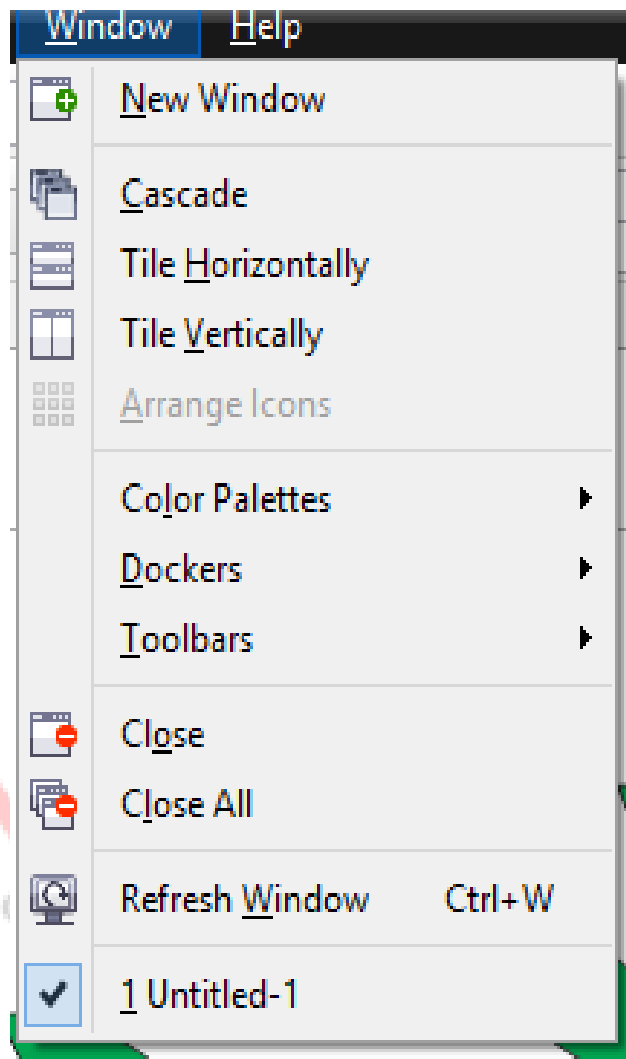 Window Help
New Window
Cascade
Tile Horizontally
Tile Vertically
Arrange Icons
Color Palettes
Dockers
Toolbars
Close
Close All
Refresh Window Ctrl+W
1 Untitled-1